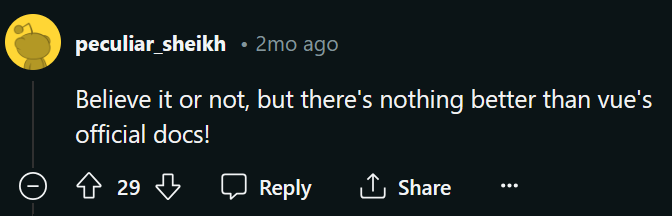 peculiar_sheikh • 2mo ago
Believe it or not, but there's nothing better than vue's
official docs!
29 Reply Share ...